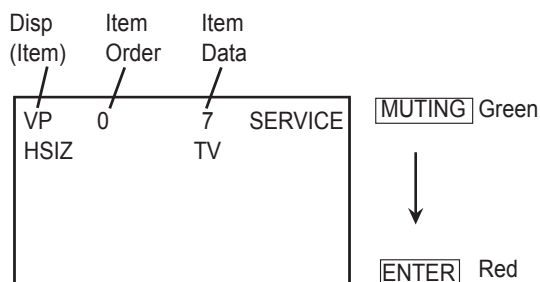 Disp Item Item
(Item) Order Data
VP 0 7 SERVICE
HSIZ TV
MUTING Green
ENTER Red